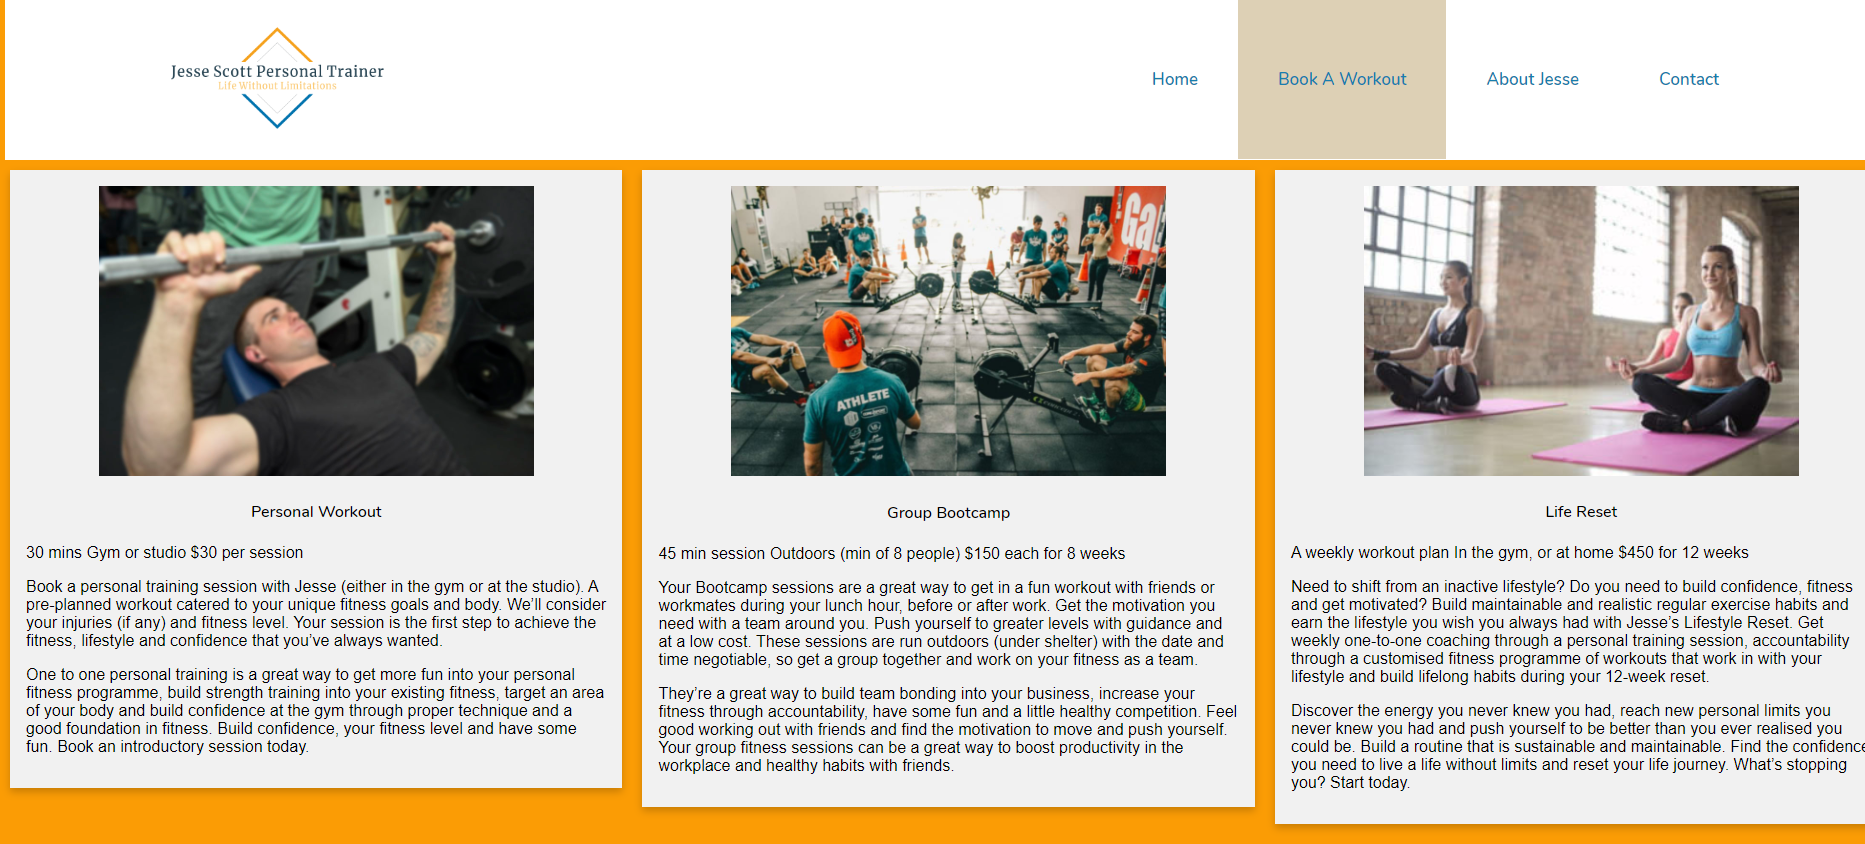 Jesse Scott Personal Trainer
Life Without Limitations
Home
Book A Workout
About Jesse
Contact
Ga
ATHLETE
Personal Workout
30 mins Gym or studio $30 per session
Book a personal training session with Jesse (either in the gym or at the studio). A
pre-planned workout catered to your unique fitness goals and body. We’ll consider
your injuries (if any) and fitness level. Your session is the first step to achieve the
fitness, lifestyle and confidence that you’ve always wanted.
One to one personal training is a great way to get more fun into your personal
fitness programme, build strength training into your existing fitness, target an area
of your body and build confidence at the gym through proper technique and a
good foundation in fitness. Build confidence, your fitness level and have some
fun. Book an introductory session today.
Group Bootcamp
45 min session Outdoors (min of 8 people) $150 each for 8 weeks
Your Bootcamp sessions are a great way to get in a fun workout with friends or
workmates during your lunch hour, before or after work. Get the motivation you
need with a team around you. Push yourself to greater levels with guidance and
at a low cost. These sessions are run outdoors (under shelter) with the date and
time negotiable, so get a group together and work on your fitness as a team.
They’re a great way to build team bonding into your business, increase your
fitness through accountability, have some fun and a little healthy competition. Feel
good working out with friends and find the motivation to move and push yourself.
Your group fitness sessions can be a great way to boost productivity in the
workplace and healthy habits with friends.
Life Reset
A weekly workout plan In the gym, or at home $450 for 12 weeks
Need to shift from an inactive lifestyle? Do you need to build confidence, fitness
and get motivated? Build maintainable and realistic regular exercise habits and
earn the lifestyle you wish you always had with Jesse’s Lifestyle Reset. Get
weekly one-to-one coaching through a personal training session, accountability
through a customised fitness programme of workouts that work in with your
lifestyle and build lifelong habits during your 12-week reset.
Discover the energy you never knew you had, reach new personal limits you
never knew you had and push yourself to be better than you ever realised you
could be. Build a routine that is sustainable and maintainable. Find the confidence
you need to live a life without limits and reset your life journey. What’s stopping
you? Start today.